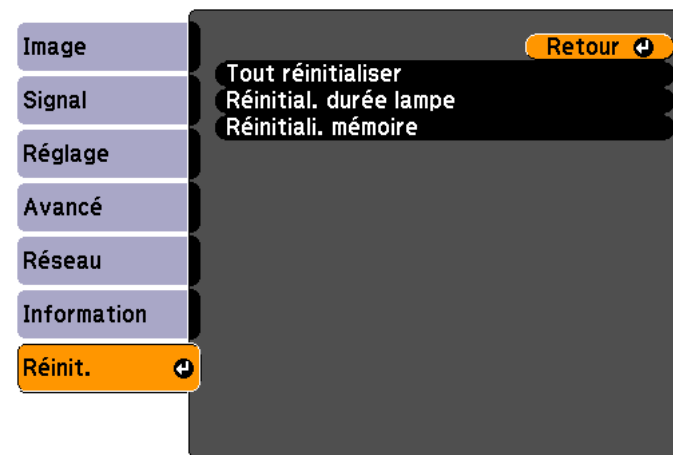 Image
Signal
Réglage
Avancé
Réseau
Information
Réinit.
Retour
Tout réinitialiser
Réinitial. durée lampe
Réinitiali. mémoire